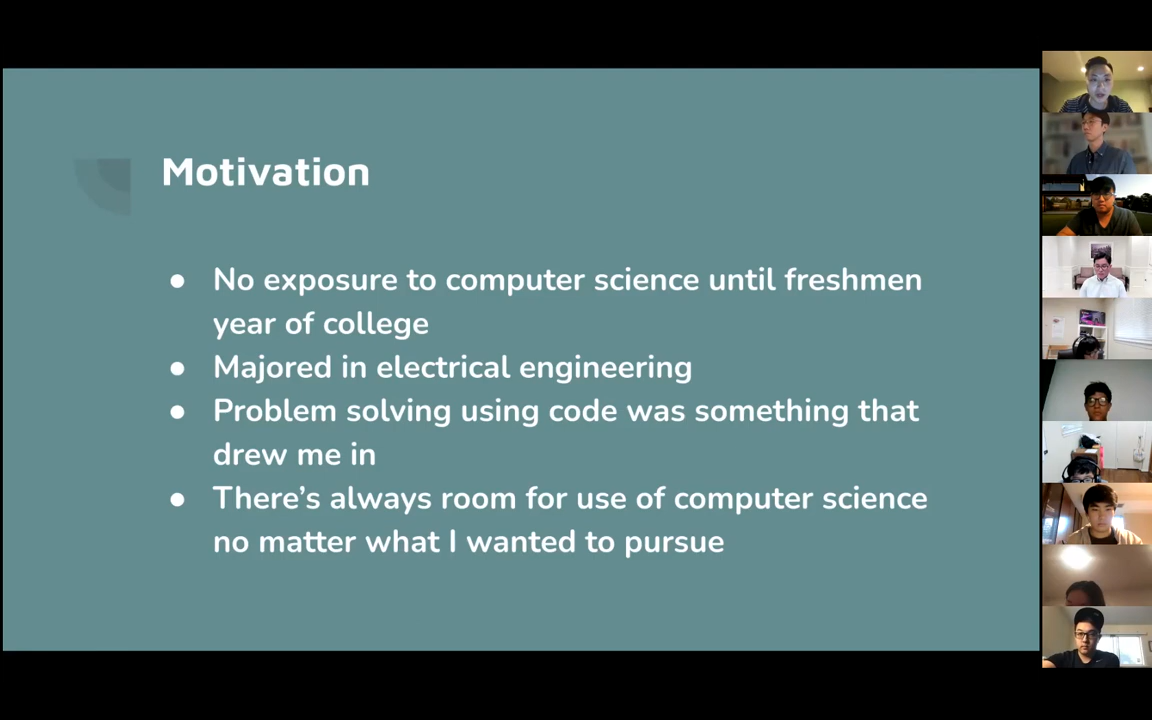 Motivation
● No exposure to computer science until freshmen
year of college
● Majored in electrical engineering
● Problem solving using code was something that
drew me in
● There’s always room for use of computer science
no matter what I wanted to pursue